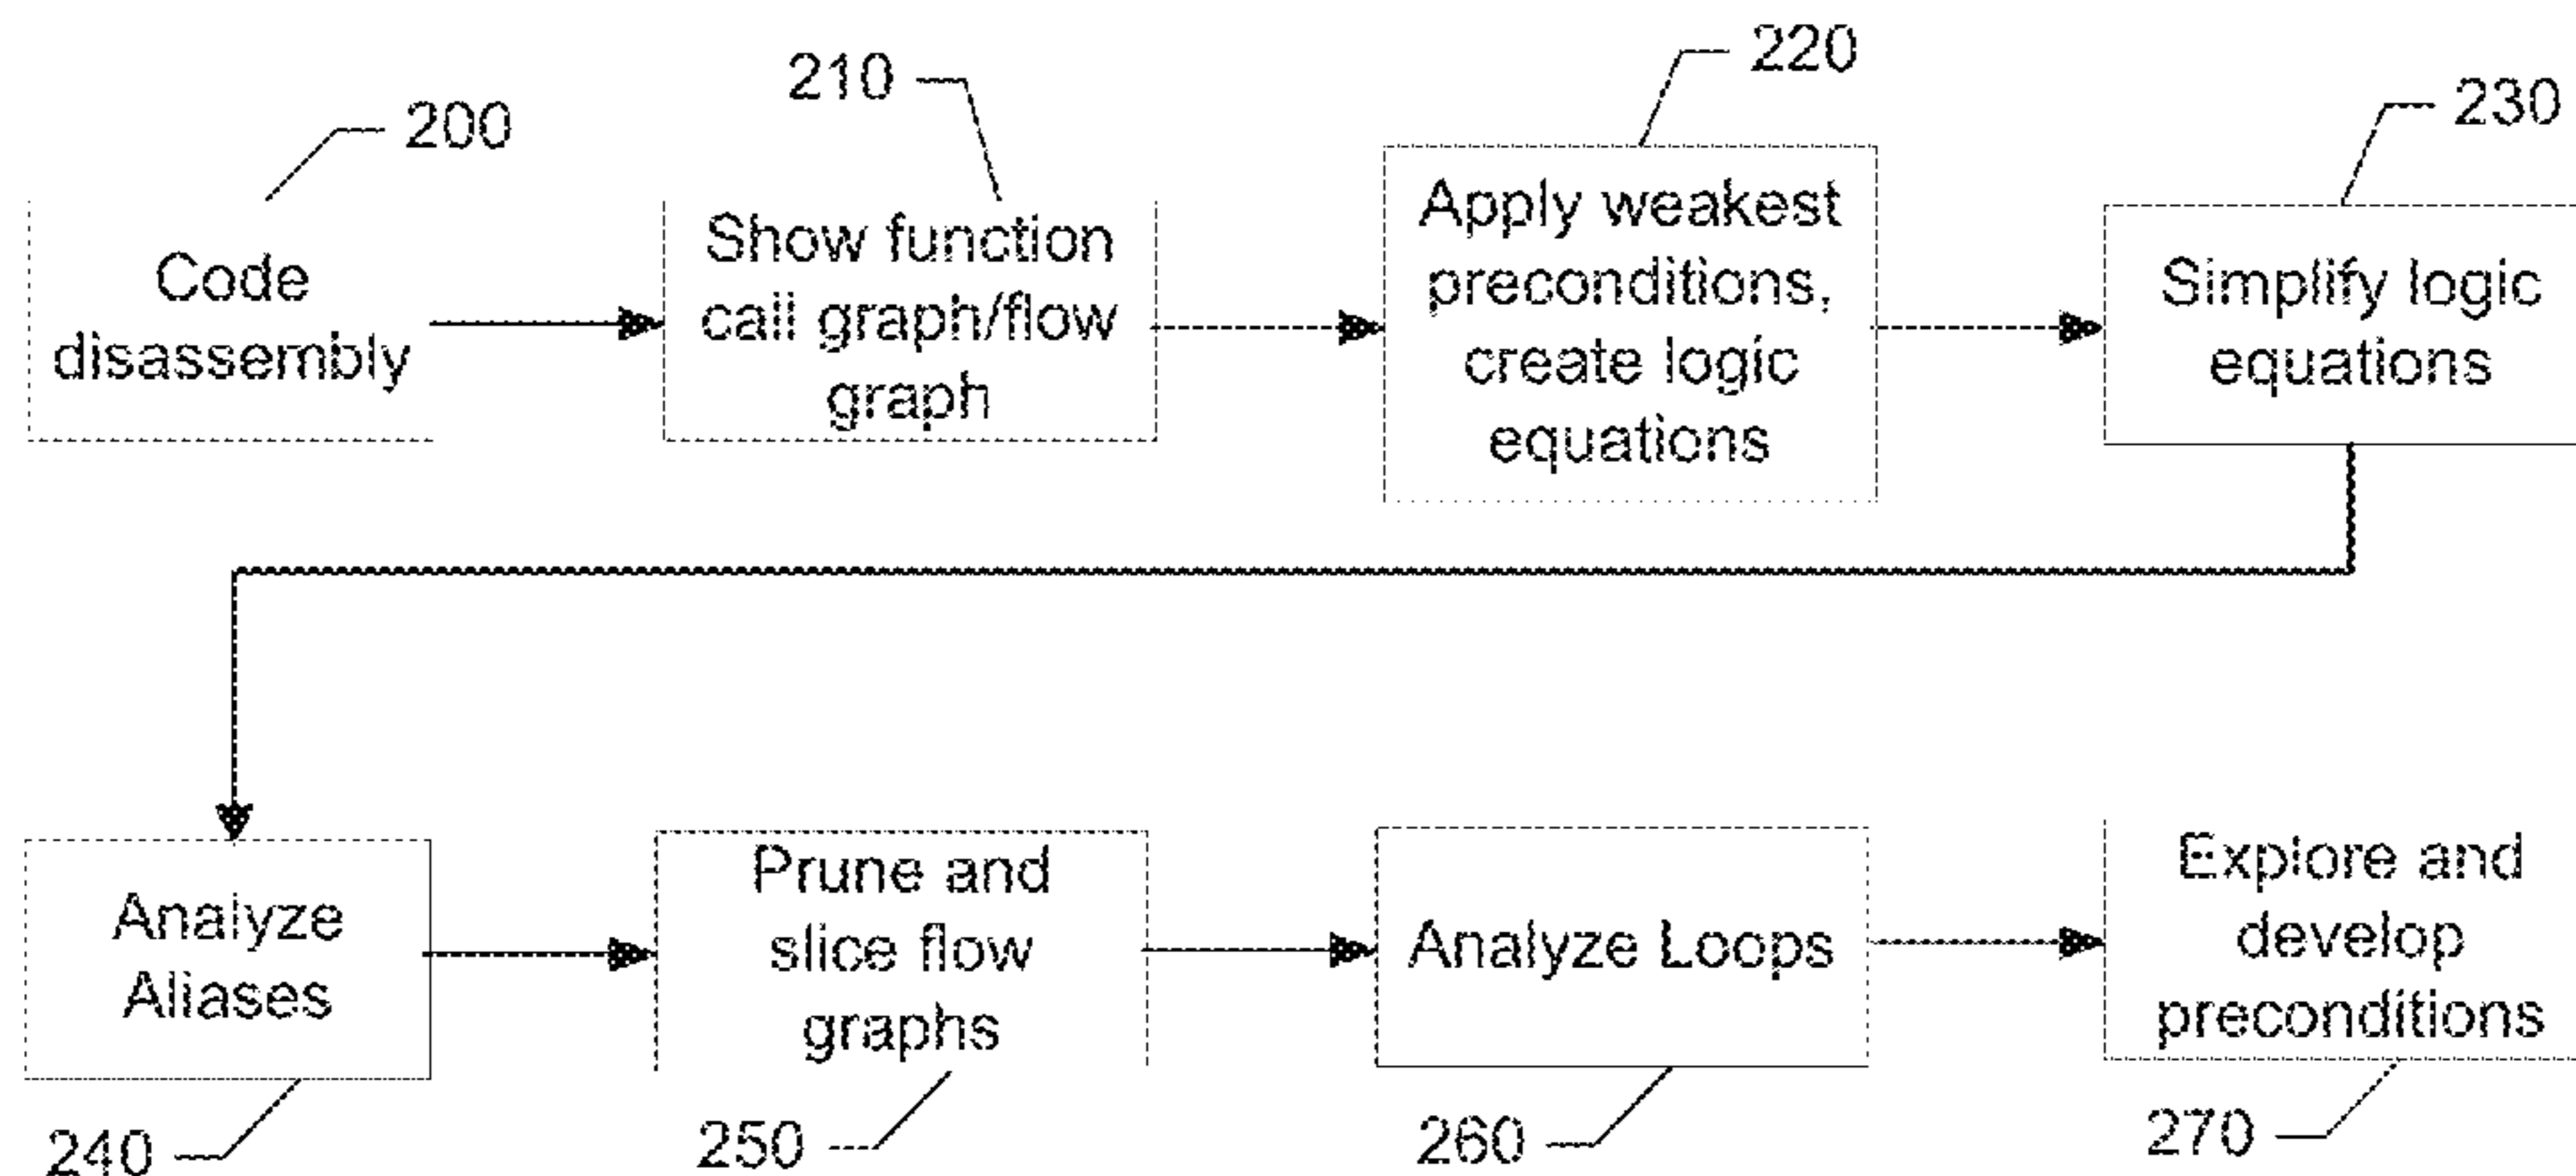 200
210
220
230
Code
disassembly
Show function
call graph/flow
graph
Apply weakest
preconditions,
create logic
equations
Simplify logic
equations
Analyze
Aliases
Prune and
slice flow
graphs
Analyze Loops
Explore and
develop
preconditions
240
250
260
270